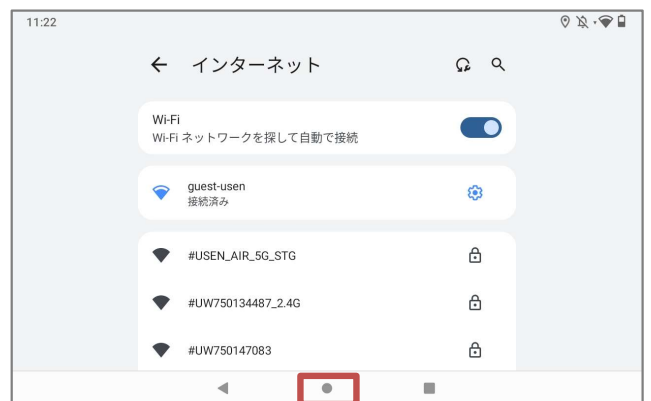 11:22
インターネット
Wi-Fi
Wi-Fi ネットワークを探して自動で接続
guest-usen
接続済み
#USEN_AIR_5G_STG
#UW750134487_2.4G
#UW750147083